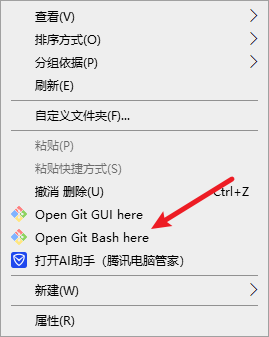 查看(V)
排序方式(O)
分组依据(P)
刷新(E)
自定义文件夹(F)...
粘贴(P)
粘贴快捷方式(S)
撤消 删除(U) Ctrl+Z
Open Git GUI here
Open Git Bash here
打开AI助手（腾讯电脑管家）
新建(W)
属性(R)